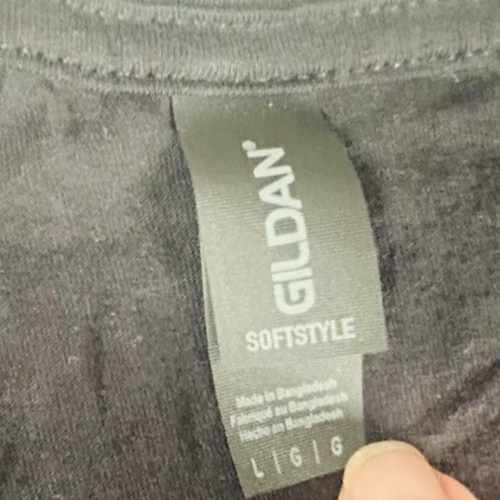 GILDAN®
SOFTSTYLE
Made in Bangladesh
Fabriqué au Bangladesh
Hecho en Bangladesh
L | G | G